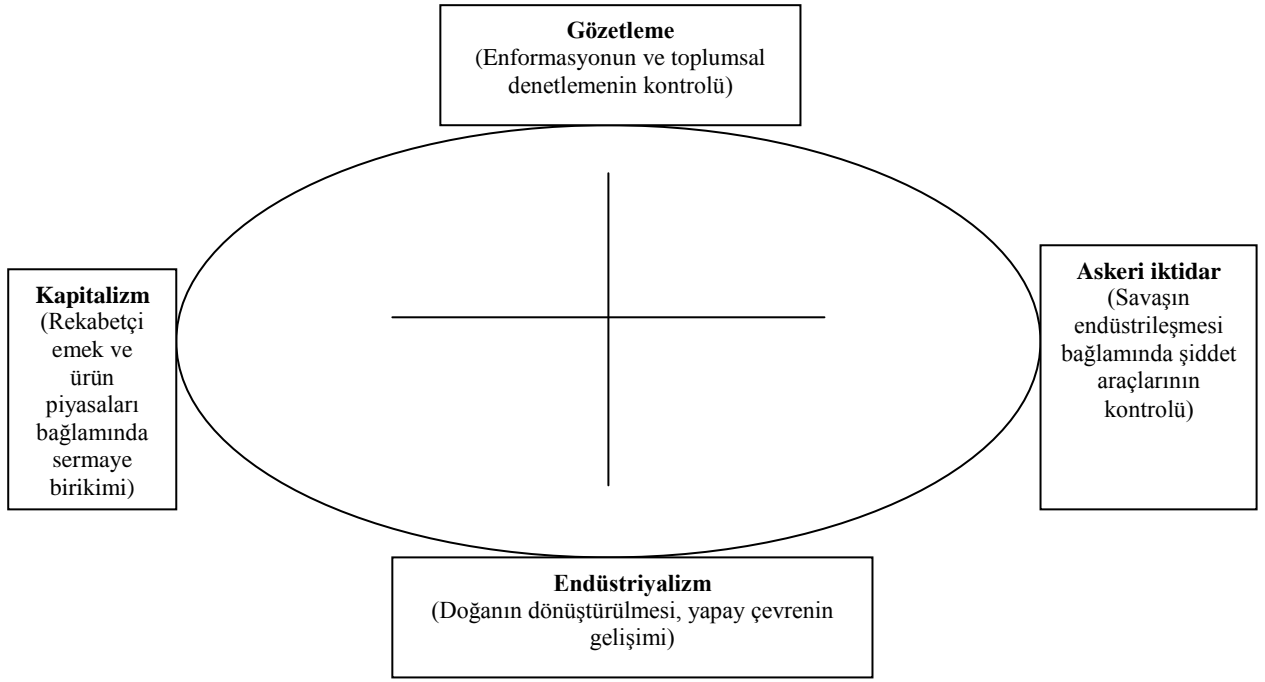 Gözetleme
(Enformasyonun ve toplumsal
denetlemenin kontrolü)
Kapitalizm
(Rekabetçi
emek ve
ürün
piyasaları
bağlamında
sermaye
birikimi)
Askeri iktidar
(Savaşın
endüstrileşmesi
bağlamında şiddet
araçlarının
kontrolü)
Endüstriyalizm
(Doğanın dönüştürülmesi, yapay çevrenin
gelişimi)